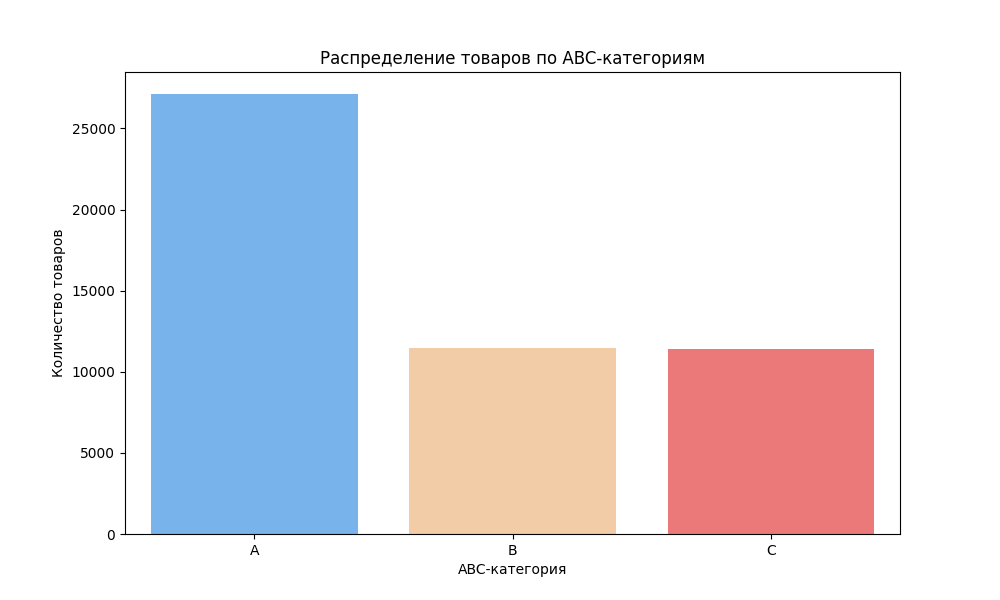 Распределение товаров по ABC-категориям
Количество товаров
25000
20000
15000
10000
5000
0
A
B
C
ABC-категория